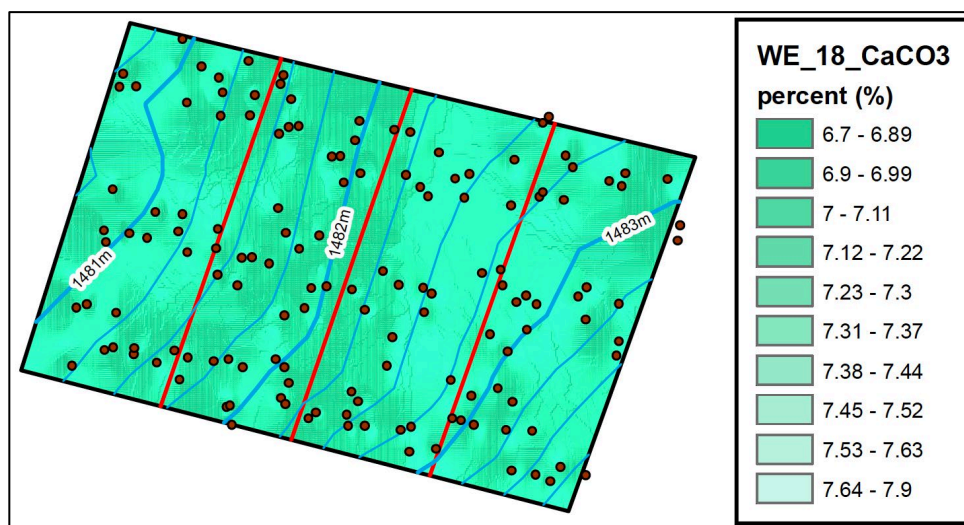 WE_18_CaCO3
percent (%)
6.7 - 6.89
6.9 - 6.99
7 - 7.11
7.12 - 7.22
7.23 - 7.3
7.31 - 7.37
7.38 - 7.44
7.45 - 7.52
7.53 - 7.63
7.64 - 7.9
1481m
1482m
1483m